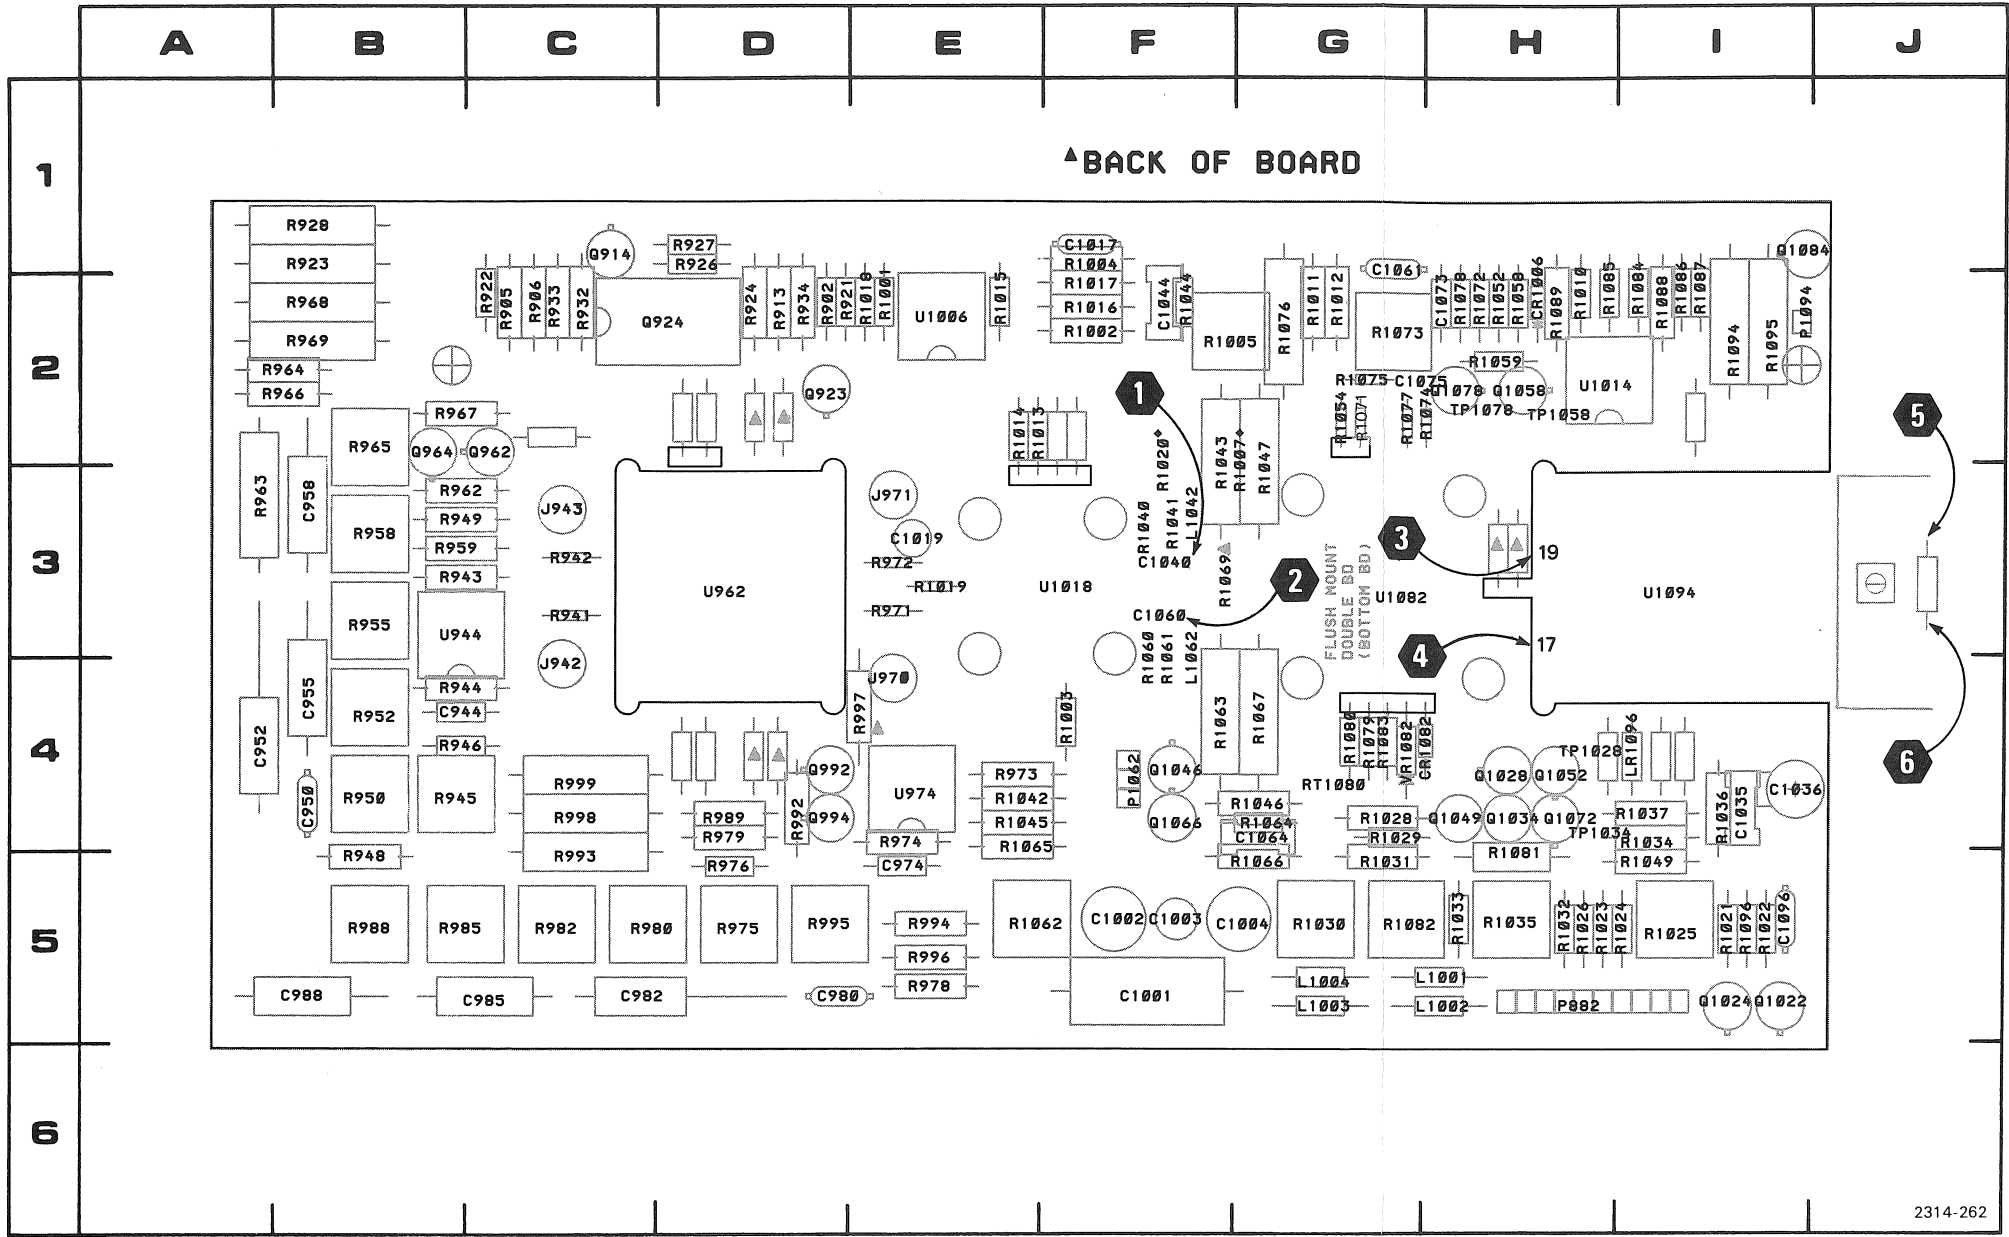 A B C D E F G H I J
1
2
3
4
5
6
▲BACK OF BOARD
R928
R923
R968
R969
R964
R966
Q914
R927
R926
R922
R905
R906
R933
R932
Q924
R924
R913
R934
R902
R921
R1018
R1001
U1006
R1015
C1017
R1004
R1017
R1016
R1002
C1044
R1044
R1005
R1076
R1011
R1012
C1061
R1073
C1073
R1078
R1072
R1052
R1058
CR1006
R1089
R1010
R1085
R1084
R1088
R1086
R1087
R1094
R1095
Q1084
P1094
R1059
U1014
R1075
C1075
Q1078
Q1058
TP1078
TP1058
R1054
R1071
R1077
R1074
Q923
R967
R965
Q964
Q962
R1014
R1013
1
R1020
R1043
R1007
R1047
5
R963
C958
R962
R958
R949
R959
R943
J943
R942
R941
J942
U962
J971
C1019
R972
R1019
R971
J970
U1018
CR1040
R1041
L1042
C1040
R1069
2
C1060
R1060
R1061
L1062
FLUSH MOUNT
DOUBLE BD
(BOTTOM BD)
3
U1082
4
19
17
U1094
R955
U944
R944
C944
R946
C955
R952
C952
C950
R950
R945
R948
R999
R998
R993
R989
R979
R976
R992
Q992
Q994
R997
U974
R974
C974
R1003
R973
R1042
R1045
R1065
P1062
Q1046
Q1066
R1063
R1067
R1046
R1064
C1064
R1066
R1080
R1079
R1083
VR1082
CR1082
RT1080
R1028
R1029
R1031
Q1028
Q1052
TP1028
LR1096
Q1049
Q1034
Q1072
TP1034
R1081
R1037
R1034
R1049
R1036
C1035
C1036
6
R988
R985
R982
R980
R975
R995
R994
R996
R978
R1062
C1002
C1003
C1004
R1030
R1082
R1033
R1035
R1032
R1026
R1023
R1024
R1025
R1021
R1096
R1022
C1096
C988
C985
C982
C980
C1001
L1004
L1003
L1001
L1002
P882
Q1024
Q1022
2314-262